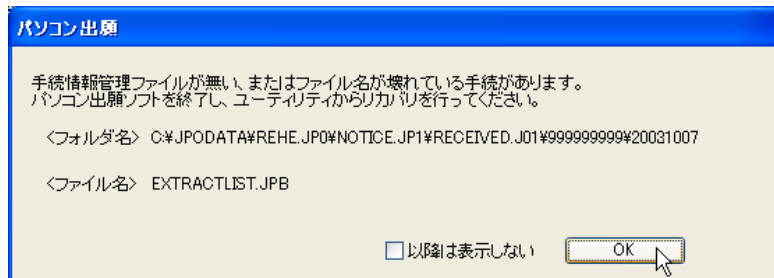 パソコン出願
手続情報管理ファイルが無い、またはファイル名が壊れている手続があります。
パソコン出願ソフトを終了し、ユーティリティからリカバリを行ってください。
<フォルダ名> C:¥JPODATA¥REHE.JP0¥NOTICE.JP1¥RECEIVED.J01¥999999999¥20031007
<ファイル名> EXTRACTLIST.JPB
以降は表示しない OK